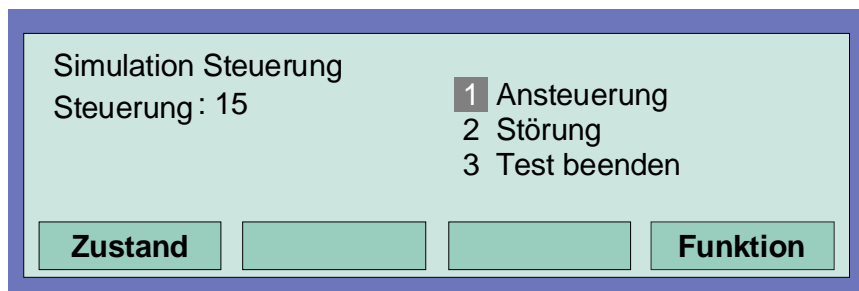 Simulation Steuerung
Steuerung: 15
1 Ansteuerung
2 Störung
3 Test beenden
Zustand
Funktion